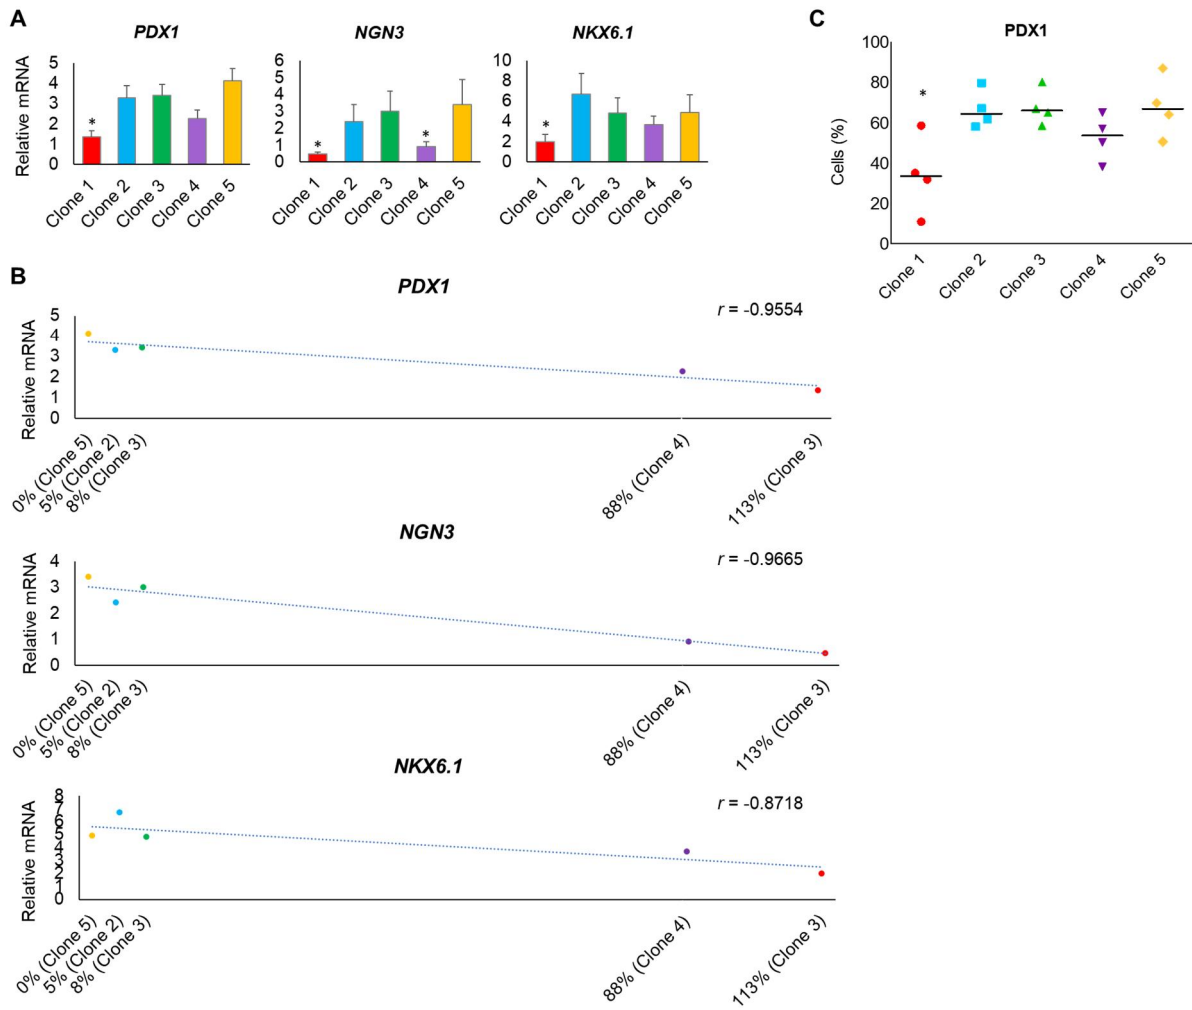 A
PDX1
Relative mRNA
5
4
3
2
1
0
*
Clone 1
Clone 2
Clone 3
Clone 4
Clone 5
NGN3
6
5
4
3
2
1
0
*
*
Clone 1
Clone 2
Clone 3
Clone 4
Clone 5
NKX6.1
12
10
8
6
4
2
0
*
Clone 1
Clone 2
Clone 3
Clone 4
Clone 5
C
PDX1
Cells (%)
100
80
60
40
20
0
*
Clone 1
Clone 2
Clone 3
Clone 4
Clone 5
B
PDX1
r = -0.9554
Relative mRNA
5
4
3
2
1
0
0% (Clone 5)
5% (Clone 2)
8% (Clone 3)
88% (Clone 4)
113% (Clone 3)
NGN3
r = -0.9665
Relative mRNA
4
3
2
1
0
0% (Clone 5)
5% (Clone 2)
8% (Clone 3)
88% (Clone 4)
113% (Clone 3)
NKX6.1
r = -0.8718
Relative mRNA
8
7
6
5
4
3
2
1
0
0% (Clone 5)
5% (Clone 2)
8% (Clone 3)
88% (Clone 4)
113% (Clone 3)